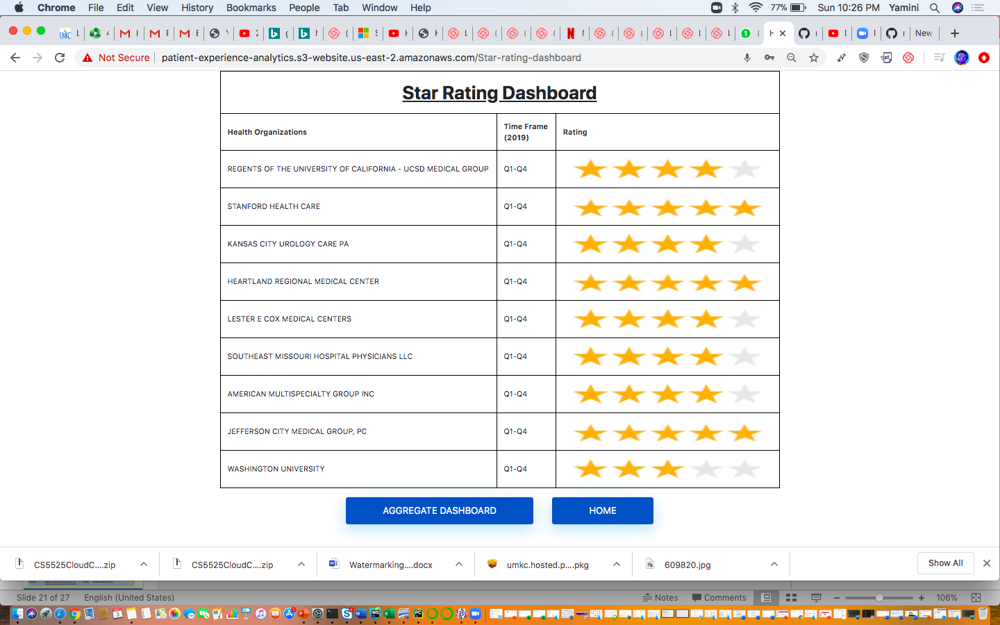 Chrome File Edit View History Bookmarks People Tab Window Help 77% Sun 10:26 PM Yamini
New
Not Secure patient-experience-analytics.s3-website.us-east-2.amazonaws.com/Star-rating-dashboard
Star Rating Dashboard
Health Organizations Time Frame (2019) Rating
REGENTS OF THE UNIVERSITY OF CALIFORNIA - UCSD MEDICAL GROUP Q1-Q4
STANFORD HEALTH CARE Q1-Q4
KANSAS CITY UROLOGY CARE PA Q1-Q4
HEARTLAND REGIONAL MEDICAL CENTER Q1-Q4
LESTER E COX MEDICAL CENTERS Q1-Q4
SOUTHEAST MISSOURI HOSPITAL PHYSICIANS LLC Q1-Q4
AMERICAN MULTISPECIALTY GROUP INC Q1-Q4
JEFFERSON CITY MEDICAL GROUP, PC Q1-Q4
WASHINGTON UNIVERSITY Q1-Q4
AGGREGATE DASHBOARD HOME
CS5525CloudC....zip CS5525CloudC....zip Watermarking....docx umkc.hosted.p....pkg 609820.jpg Show All
Slide 21 of 27 English (United States) Notes Comments 106%